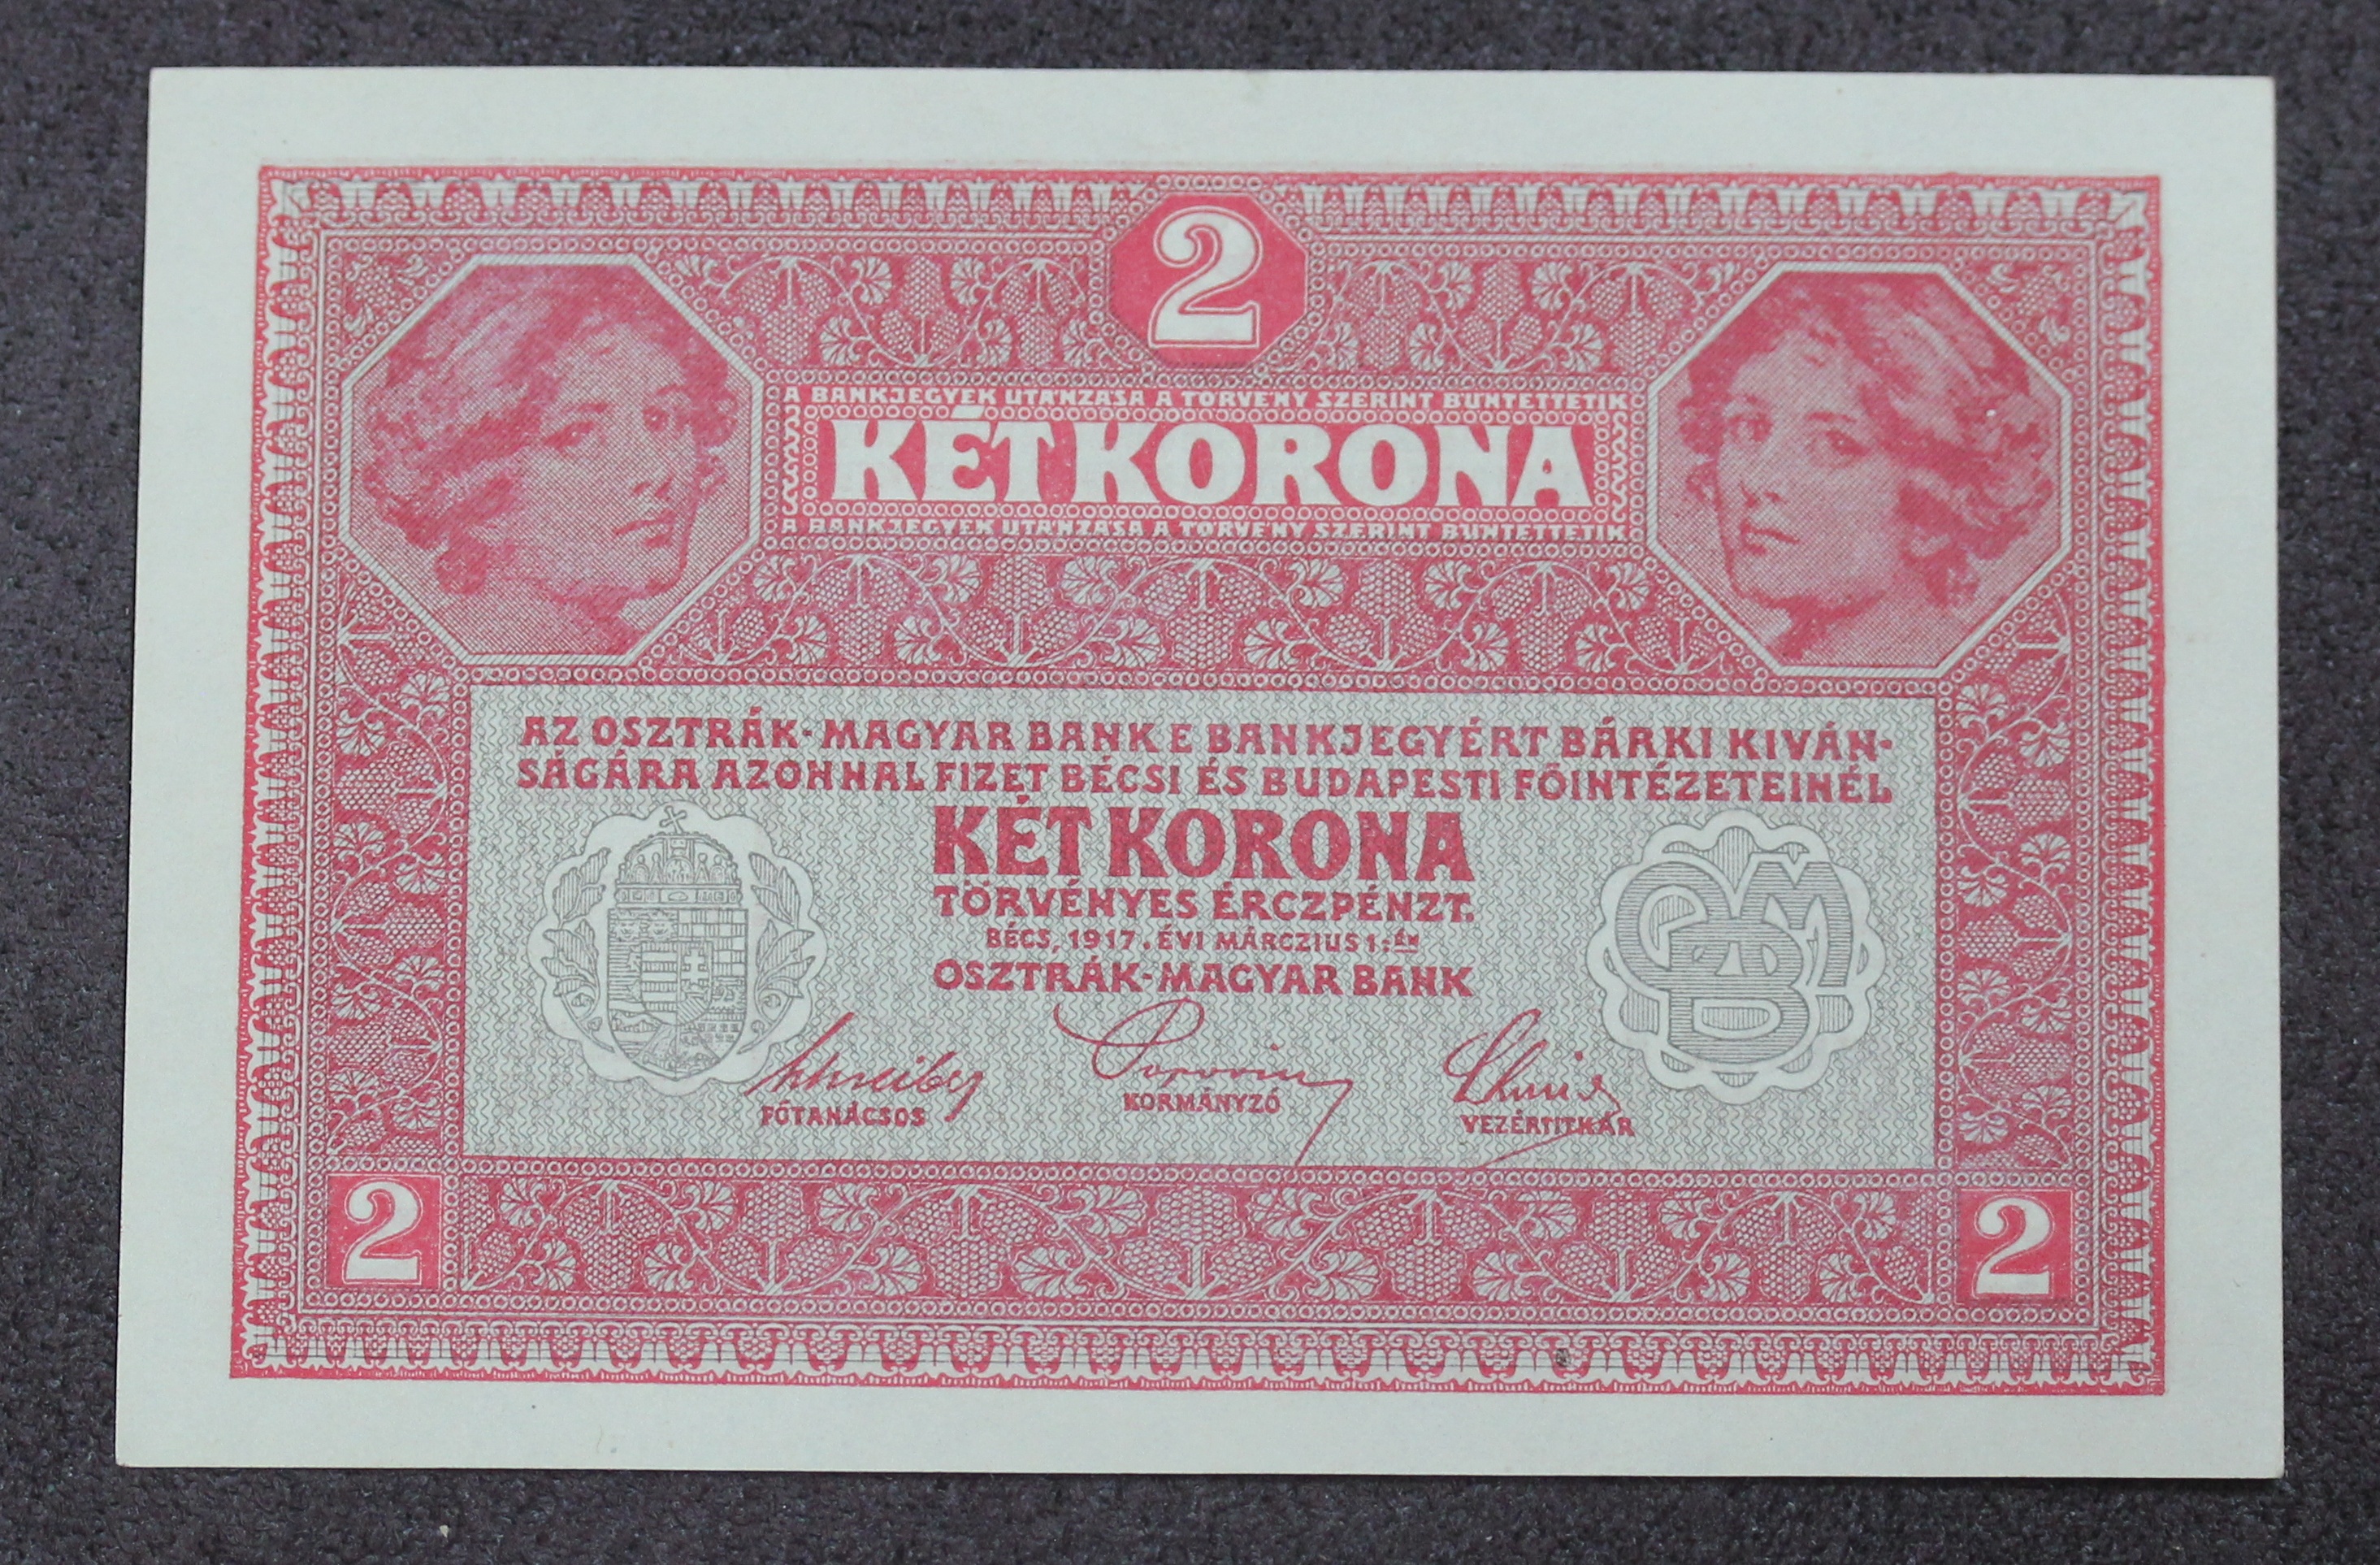 2
A BANKJEGYEK UTÁNZÁSA A TÖRVÉNY SZERINT BÜNTETTETIK
KÉT KORONA
A BANKJEGYEK UTÁNZÁSA A TÖRVÉNY SZERINT BÜNTETTETIK
AZ OSZTRÁK-MAGYAR BANK E BANKJEGYÉRT BÁRKI KIVÁN-
SÁGÁRA AZONNAL FIZET BÉCSI ÉS BUDAPESTI FŐINTÉZETEINÉL
KÉT KORONA
TÖRVÉNYES ÉRCZPÉNZT.
BÉCS, 1917. ÉVI MÁRCZIUS 1-ÉN
OSZTRÁK-MAGYAR BANK
FŐTANÁCSOS KORMÁNYZÓ VEZÉRTITKÁR
2 2